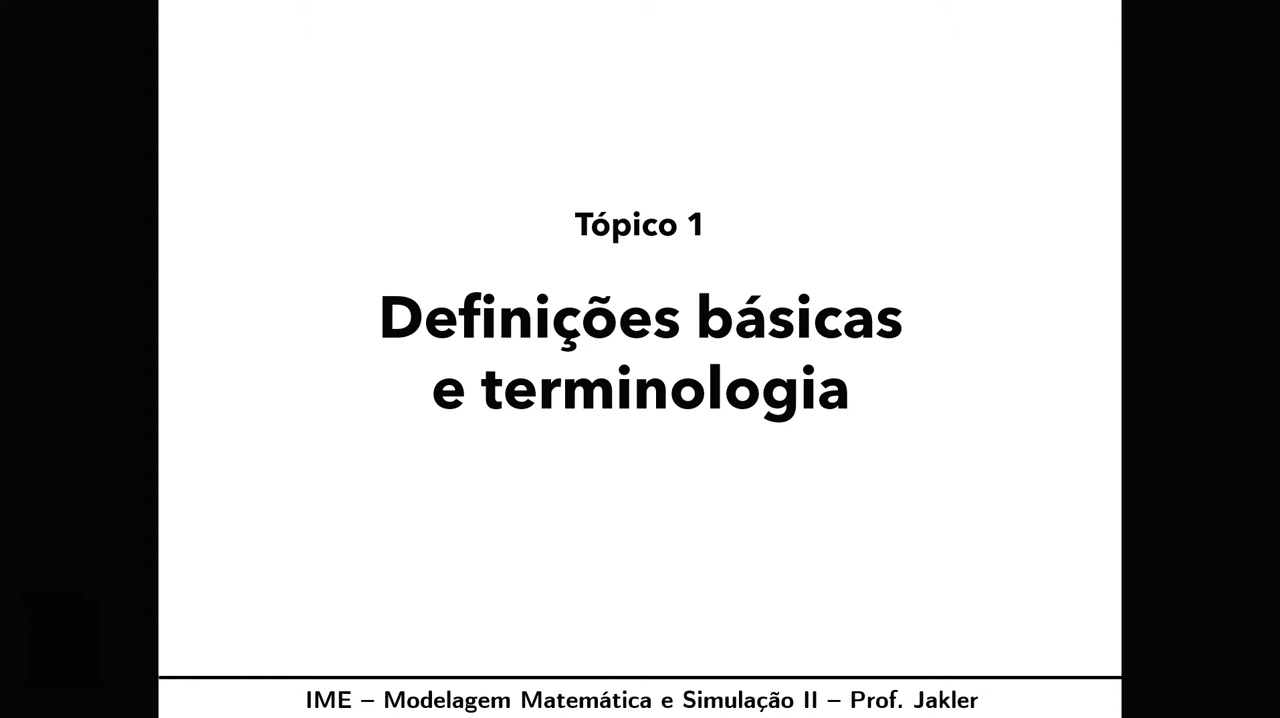 Tópico 1
Definições básicas
e terminologia
IME – Modelagem Matemática e Simulação II – Prof. Jakler